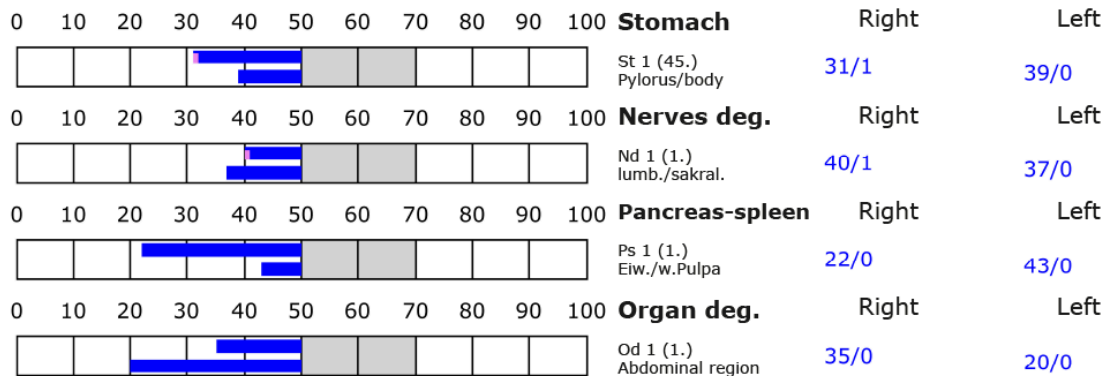 0 10 20 30 40 50 60 70 80 90 100 Stomach Right Left
St 1 (45.) 31/1 39/0
Pylorus/body
0 10 20 30 40 50 60 70 80 90 100 Nerves deg. Right Left
Nd 1 (1.) 40/1 37/0
lumb./sakral.
0 10 20 30 40 50 60 70 80 90 100 Pancreas-spleen Right Left
Ps 1 (1.) 22/0 43/0
Eiw./w.Pulpa
0 10 20 30 40 50 60 70 80 90 100 Organ deg. Right Left
Od 1 (1.) 35/0 20/0
Abdominal region